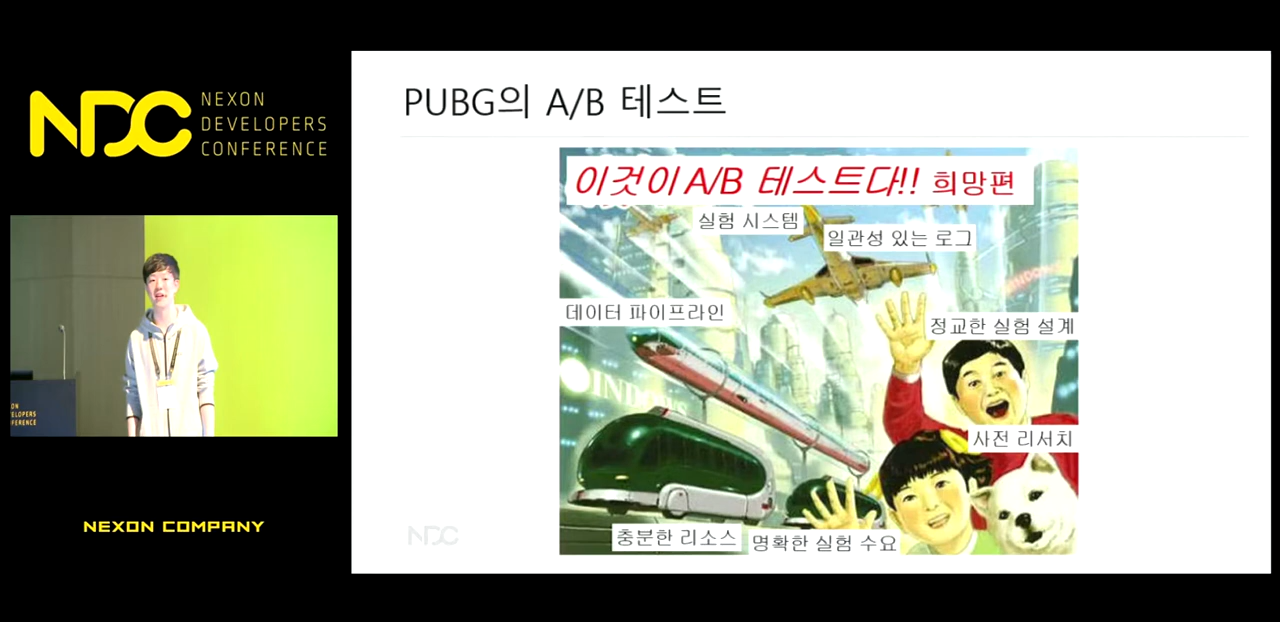 NDC
NEXON
DEVELOPERS
CONFERENCE
NEXON COMPANY
PUBG의 A/B 테스트
이것이 A/B 테스트다!! 희망편
실험 시스템
일관성 있는 로그
데이터 파이프라인
정교한 실험 설계
사전 리서치
충분한 리소스
명확한 실험 수요
NDC